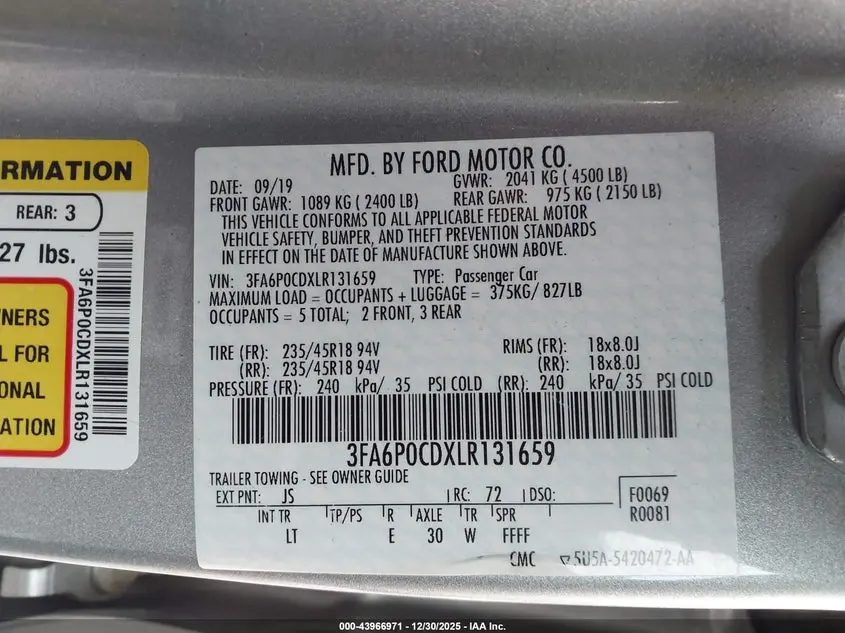 RMATION
REAR: 3
27 lbs.
3FA6P0CDXLR131659
NERS
L FOR
ONAL
ATION
MFD. BY FORD MOTOR CO.
DATE: 09/19 GVWR: 2041 KG ( 4500 LB)
FRONT GAWR: 1089 KG ( 2400 LB) REAR GAWR: 975 KG ( 2150 LB)
THIS VEHICLE CONFORMS TO ALL APPLICABLE FEDERAL MOTOR
VEHICLE SAFETY, BUMPER, AND THEFT PREVENTION STANDARDS
IN EFFECT ON THE DATE OF MANUFACTURE SHOWN ABOVE.
VIN: 3FA6P0CDXLR131659 TYPE: Passenger Car
MAXIMUM LOAD = OCCUPANTS + LUGGAGE = 375KG/ 827LB
OCCUPANTS = 5 TOTAL; 2 FRONT, 3 REAR
TIRE (FR): 235/45R18 94V RIMS (FR): 18x8.0J
(RR): 235/45R18 94V (RR): 18x8.0J
PRESSURE (FR): 240 kPa/ 35 PSI COLD (RR): 240 kPa/ 35 PSI COLD
3FA6P0CDXLR131659
TRAILER TOWING - SEE OWNER GUIDE
EXT PNT: JS RC: 72 DSO: F0069
INT TR TP/PS R AXLE TR SPR R0081
LT E 30 W FFFF
CMC 5U5A-5420472-AA
000-43966971 - 12/30/2025 - IAA Inc.